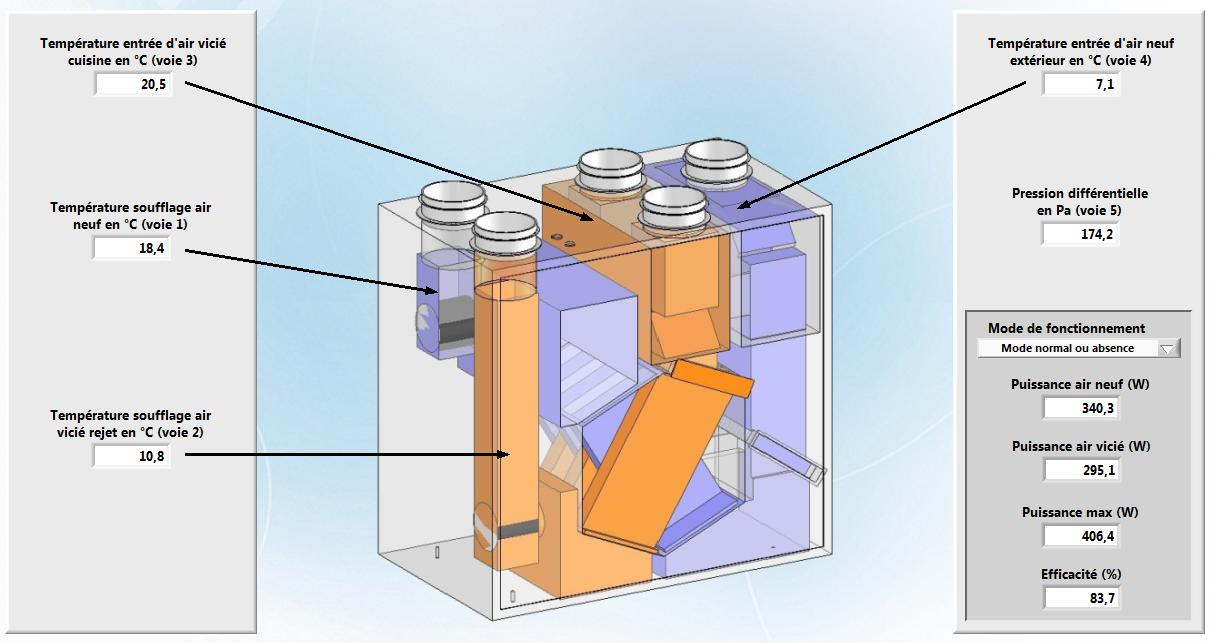 Température entrée d'air vicié
cuisine en °C (voie 3)
20,5
Température soufflage air
neuf en °C (voie 1)
18,4
Température soufflage air
vicié rejet en °C (voie 2)
10,8
Température entrée d'air neuf
extérieur en °C (voie 4)
7,1
Pression différentielle
en Pa (voie 5)
174,2
Mode de fonctionnement
Mode normal ou absence
Puissance air neuf (W)
340,3
Puissance air vicié (W)
295,1
Puissance max (W)
406,4
Efficacité (%)
83,7